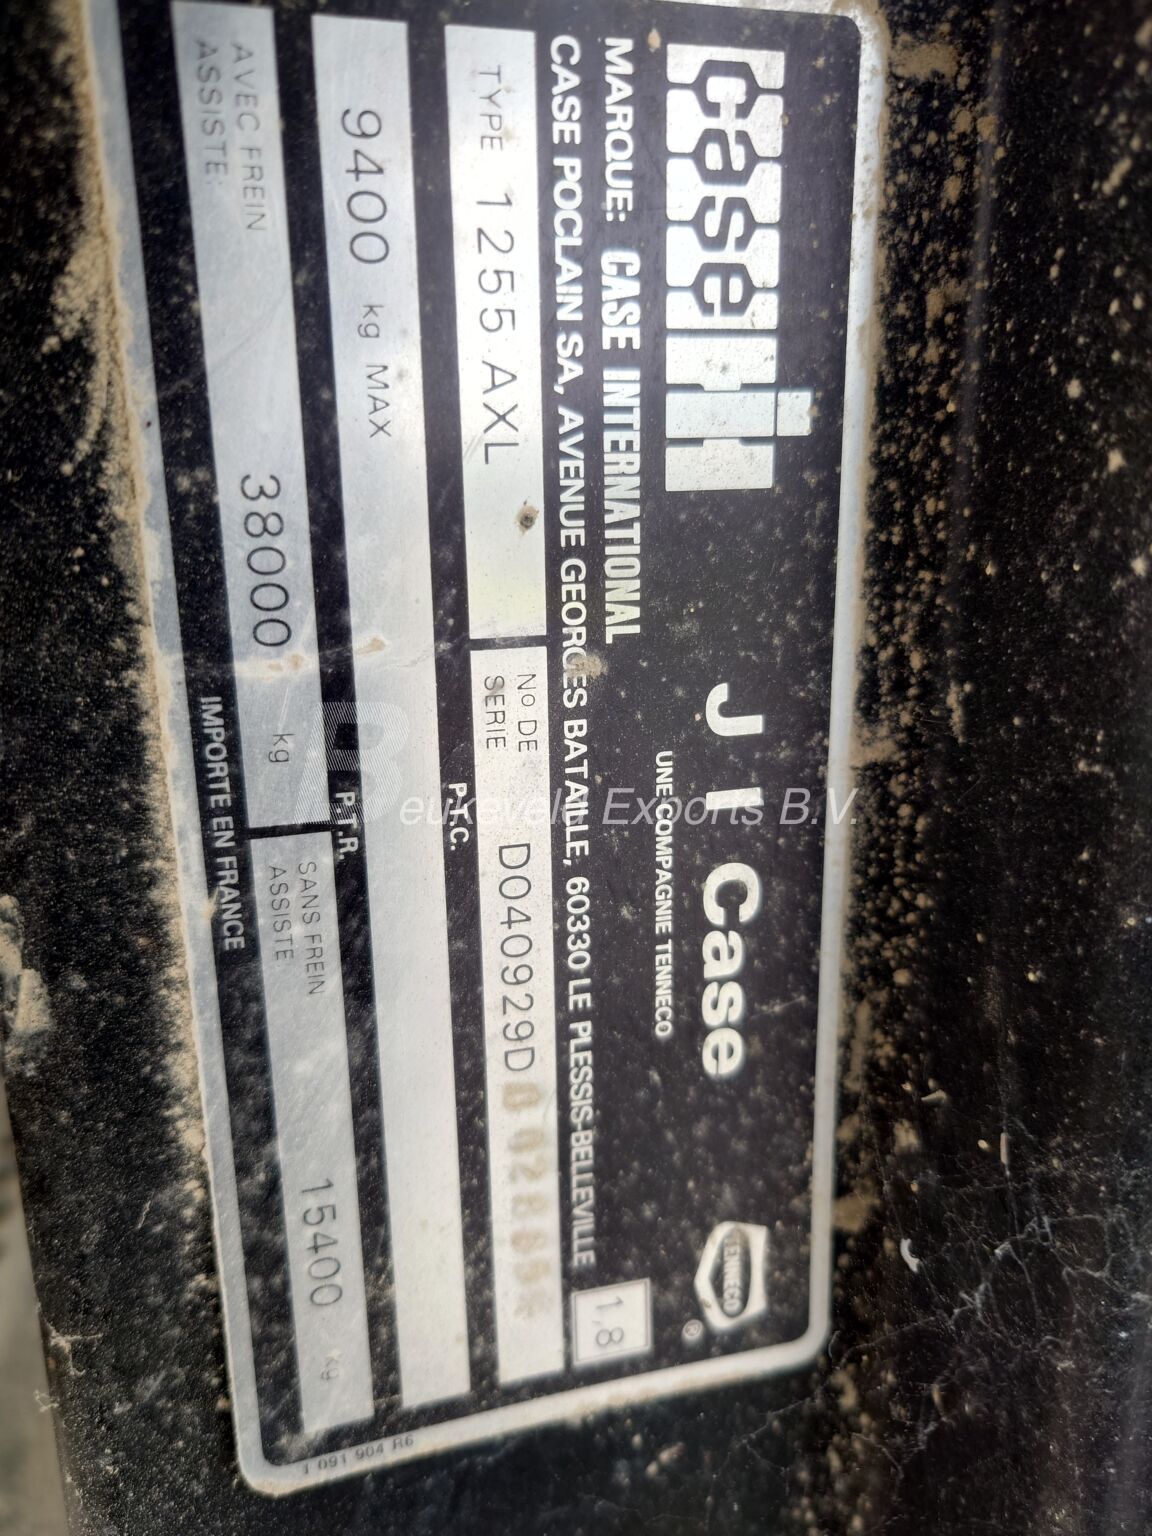 case ih J I Case
UNE COMPAGNIE TENNECO
TENNECO
®
MARQUE: CASE INTERNATIONAL
CASE POCLAIN SA, AVENUE GEORGES BATAILLE, 60330 LE PLESSIS-BELLEVILLE
1,8
TYPE 1255 AXL
No DE SERIE D040929D
P.T.C.
9400 kg MAX
P.T.R.
AVEC FREIN ASSISTE: 38000 kg
SANS FREIN ASSISTE 15400 kg
IMPORTE EN FRANCE
1 091 904 R6
Beukeveld Exports B.V.